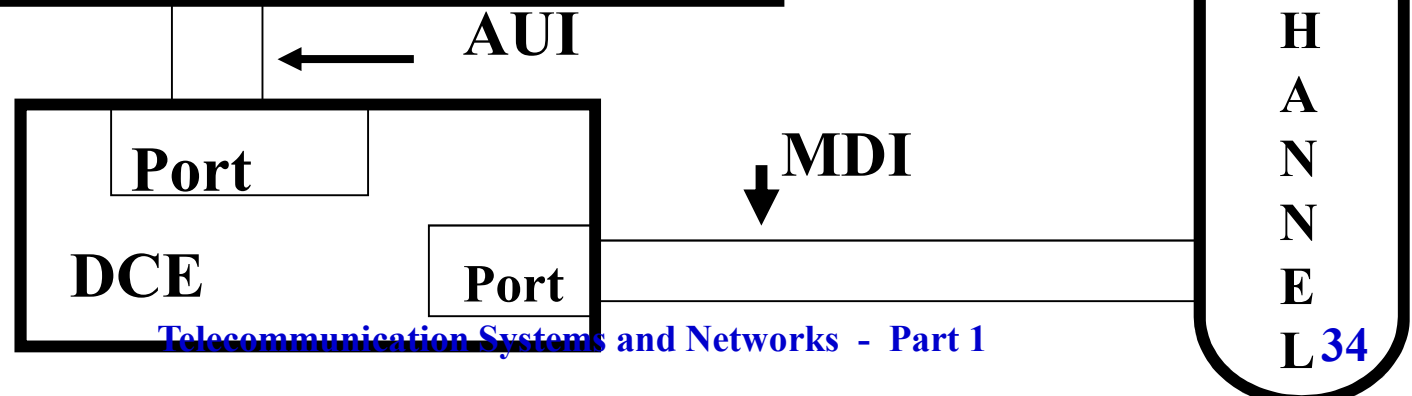 AUI
Port
MDI
DCE
Port
H
A
N
N
E
L
Telecommunication Systems and Networks - Part 1
34